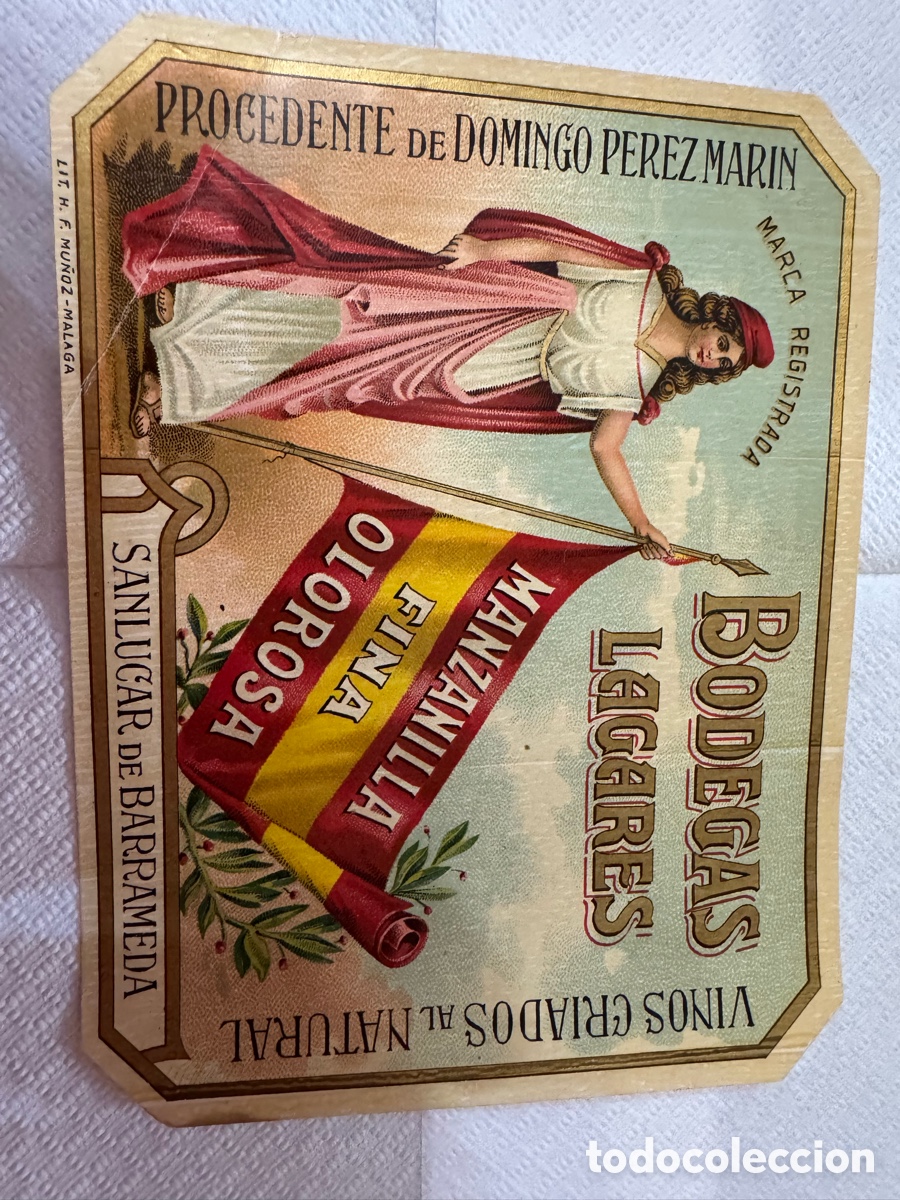 PROCEDENTE DE DOMINGO PEREZ MARIN
MARCA REGISTRADA
BODEGAS
LAGARES
MANZANILLA
FINA
OLOROSA
VINOS CRIADOS AL NATURAL
SANLUCAR DE BARRAMEDA
LIT. H. F. MUÑOZ-MALAGA
todocoleccion